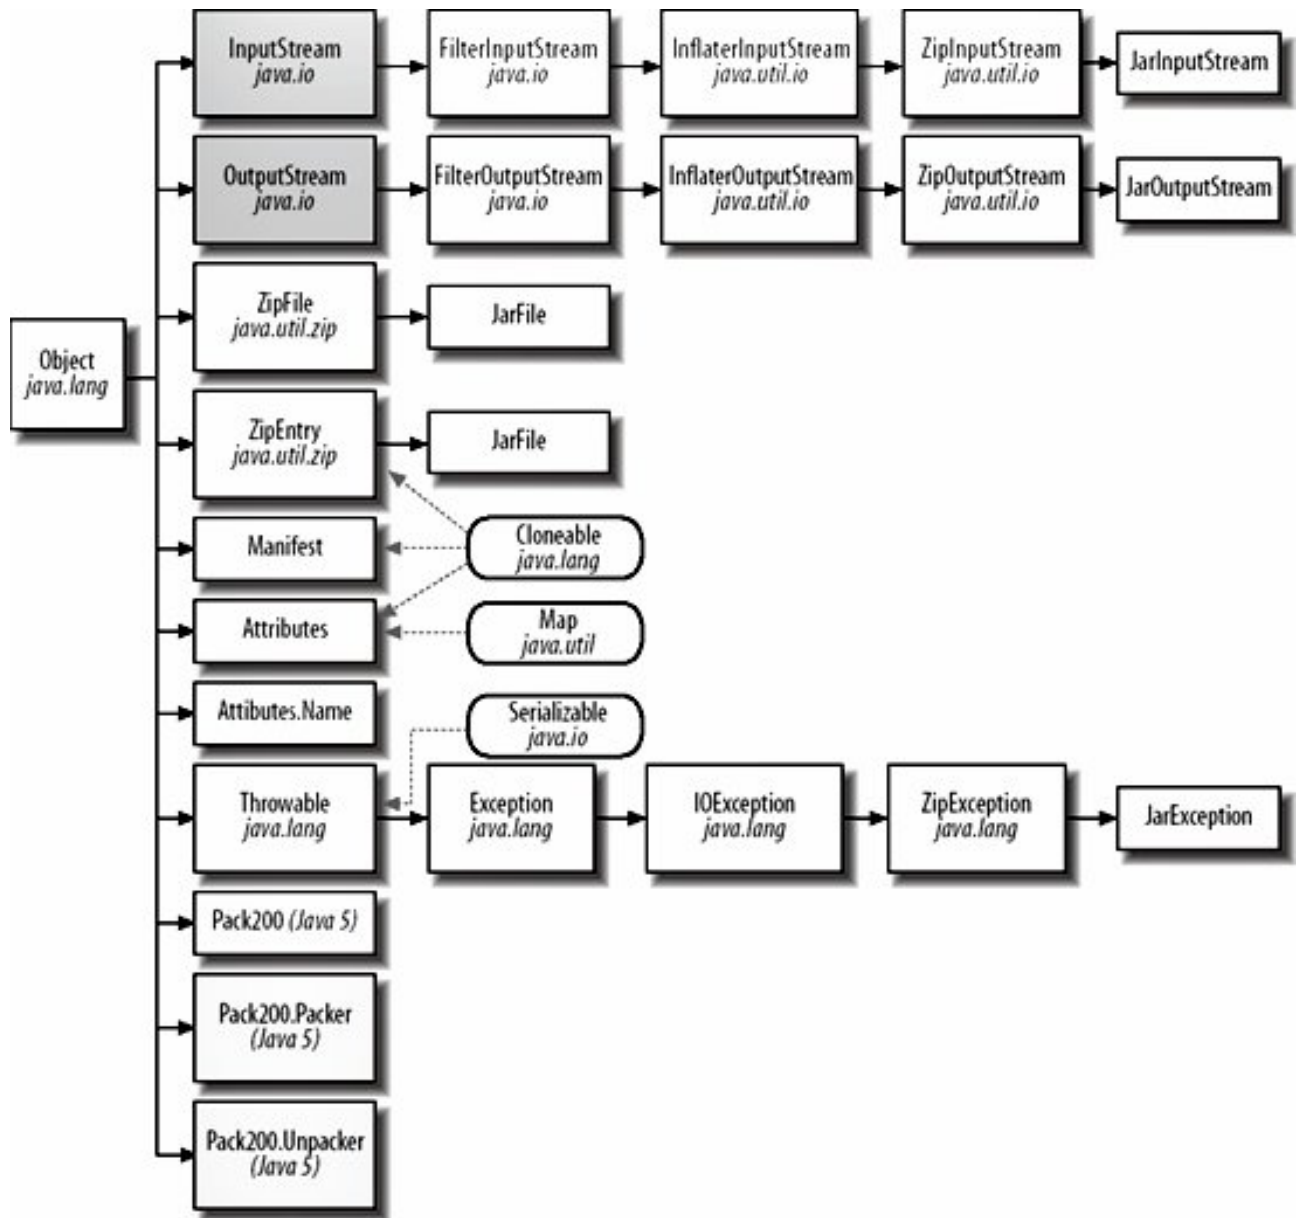 InputStream
java.io
FilterInputStream
java.io
InflaterInputStream
java.util.io
ZipInputStream
java.util.io
JarInputStream
OutputStream
java.io
FilterOutputStream
java.io
InflaterOutputStream
java.util.io
ZipOutputStream
java.util.io
JarOutputStream
ZipFile
java.util.zip
JarFile
Object
java.lang
ZipEntry
java.util.zip
JarFile
Manifest
Cloneable
java.lang
Attributes
Map
java.util
Attibutes.Name
Serializable
java.io
Throwable
java.lang
Exception
java.lang
IOException
java.lang
ZipException
java.lang
JarException
Pack200 (Java 5)
Pack200.Packer
(Java 5)
Pack200.Unpacker
(Java 5)